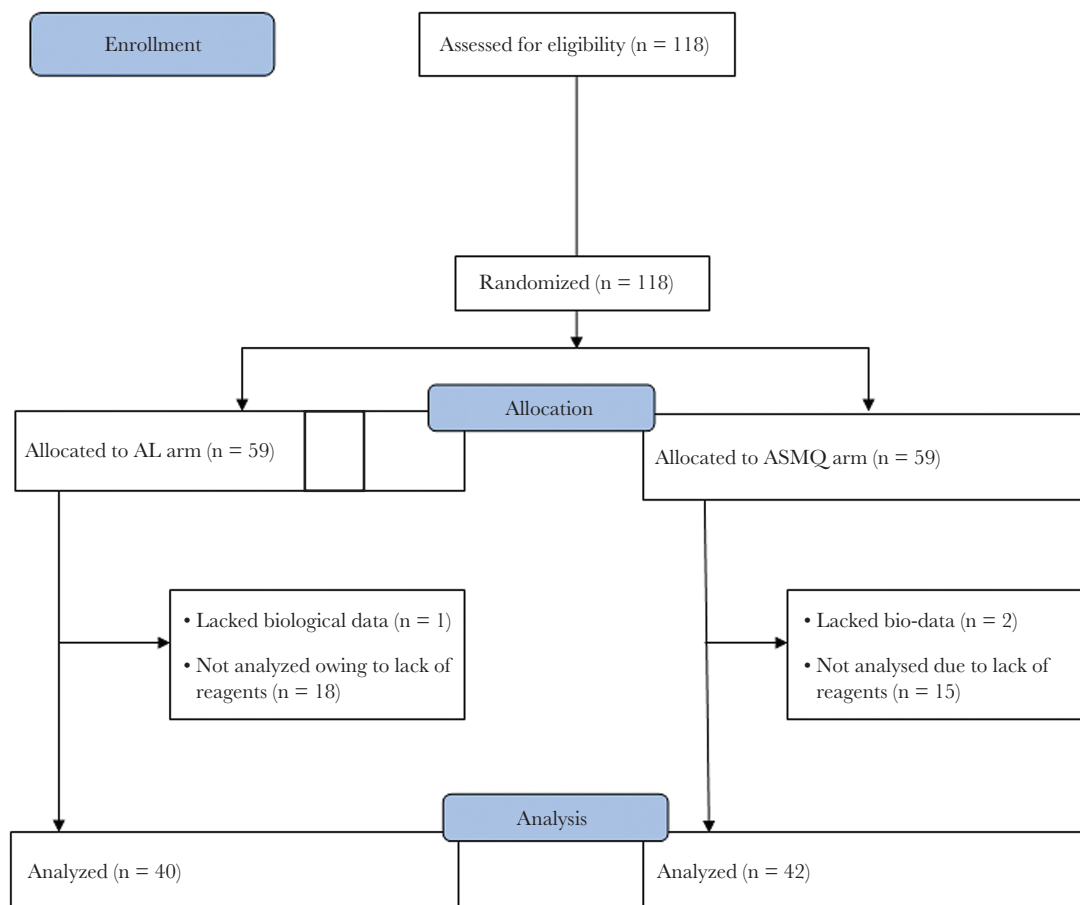 Enrollment
Assessed for eligibility (n = 118)
Randomized (n = 118)
Allocation
Allocated to AL arm (n = 59)
Allocated to ASMQ arm (n = 59)
• Lacked biological data (n = 1)
• Not analyzed owing to lack of
reagents (n = 18)
• Lacked bio-data (n = 2)
• Not analysed due to lack of
reagents (n = 15)
Analysis
Analyzed (n = 40)
Analyzed (n = 42)